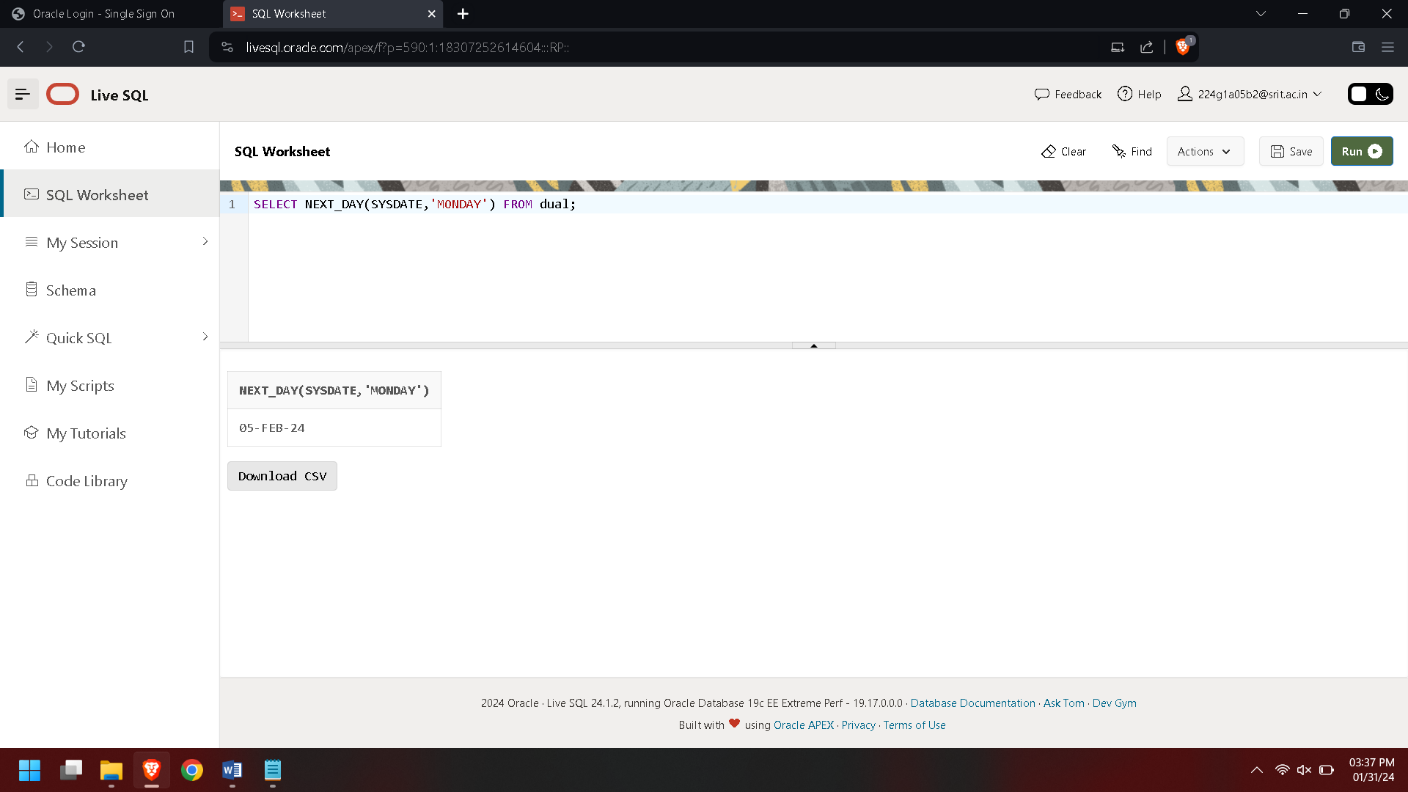 Oracle Login - Single Sign On
SQL Worksheet
livesql.oracle.com/apex/f?p=590:1:18307252614604:::RP::
1
Live SQL
Feedback
Help
224g1a05b2@srit.ac.in
Home
SQL Worksheet
My Session
Schema
Quick SQL
My Scripts
My Tutorials
Code Library
SQL Worksheet
Clear
Find
Actions
Save
Run
1 SELECT NEXT_DAY(SYSDATE,'MONDAY') FROM dual;
NEXT_DAY(SYSDATE,'MONDAY')
05-FEB-24
Download CSV
2024 Oracle · Live SQL 24.1.2, running Oracle Database 19c EE Extreme Perf - 19.17.0.0.0 · Database Documentation · Ask Tom · Dev Gym
Built with ❤ using Oracle APEX · Privacy · Terms of Use
03:37 PM
01/31/24